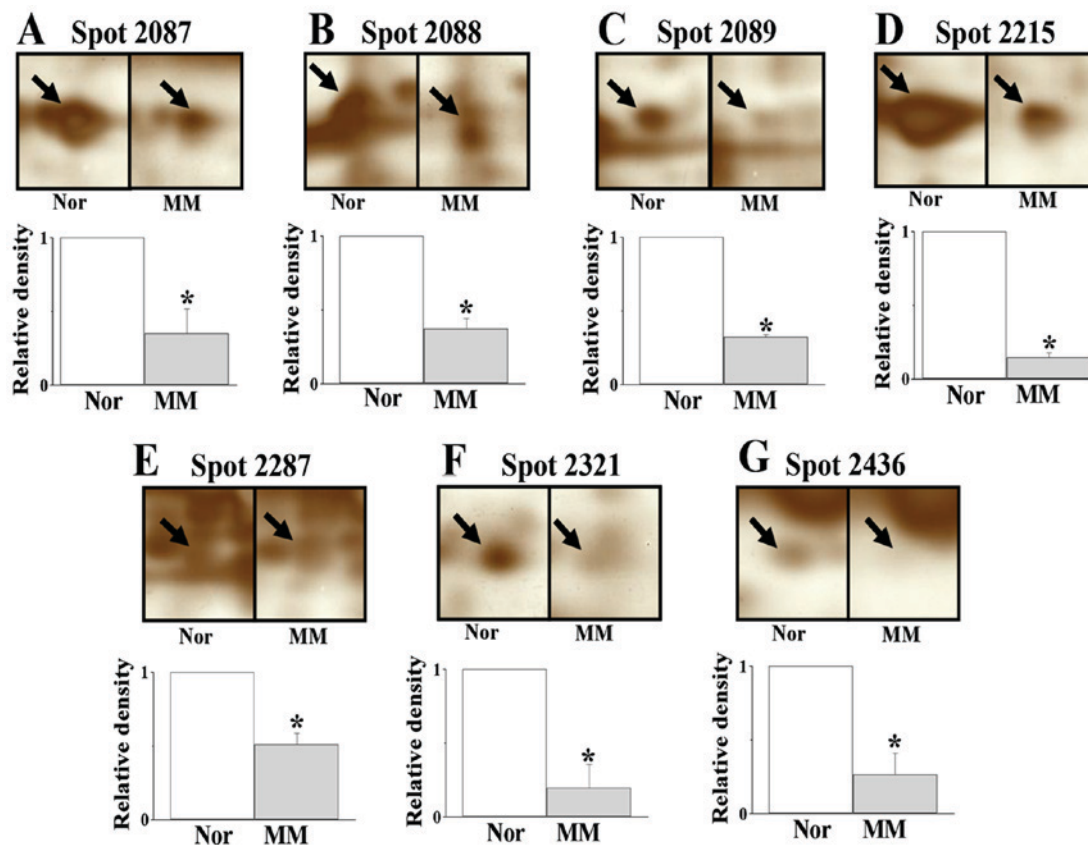 A Spot 2087
B Spot 2088
C Spot 2089
D Spot 2215
Nor MM
Nor MM
Nor MM
Nor MM
Relative density
1
*
0
Nor MM
Relative density
1
*
0
Nor MM
Relative density
1
*
0
Nor MM
Relative density
1
*
0
Nor MM
E Spot 2287
F Spot 2321
G Spot 2436
Nor MM
Nor MM
Nor MM
Relative density
1
*
0
Nor MM
Relative density
1
*
0
Nor MM
Relative density
1
*
0
Nor MM